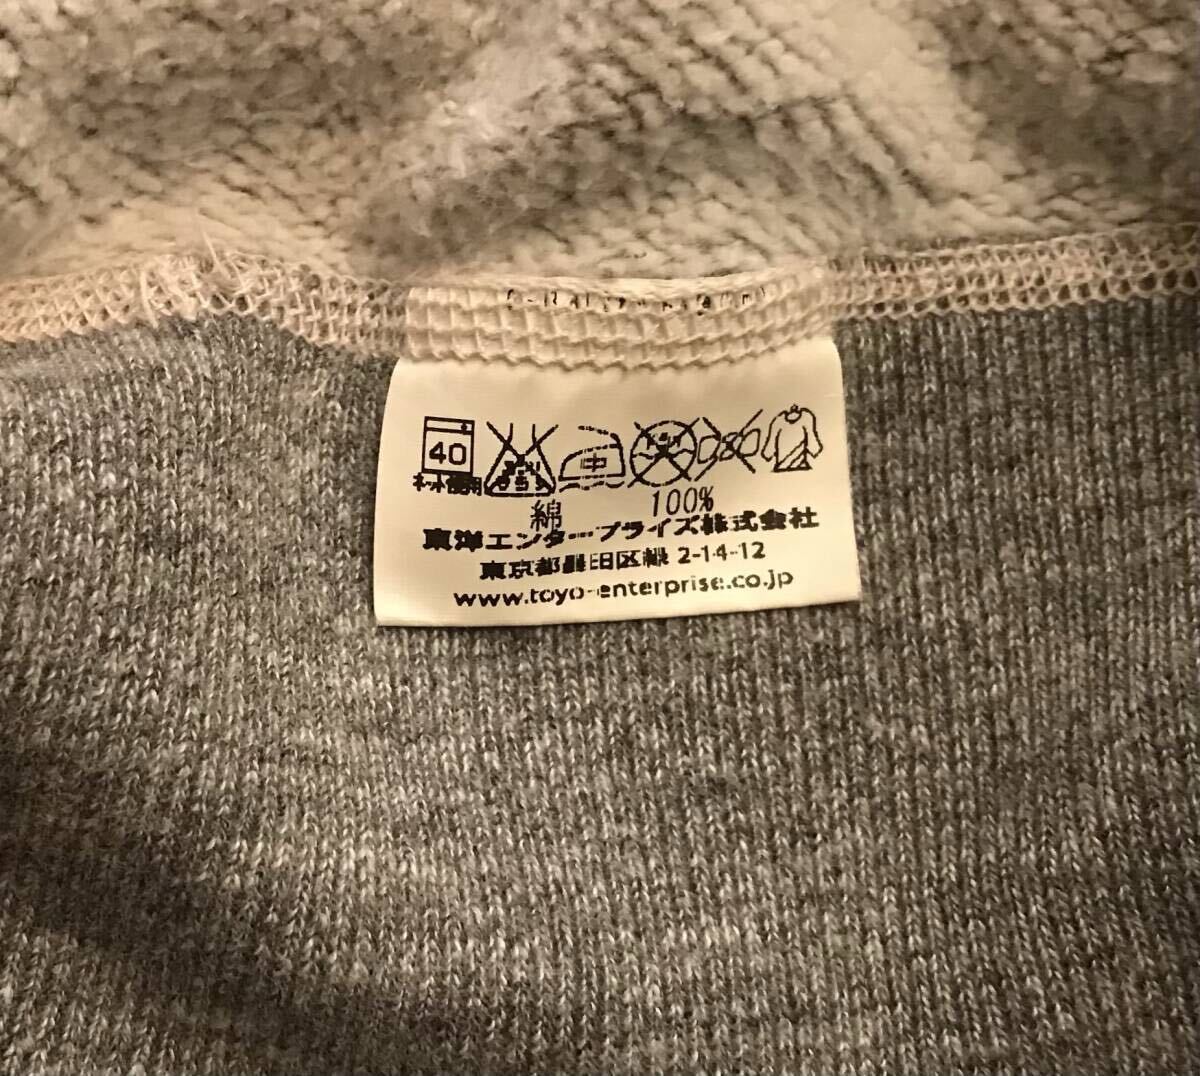 40
ネット使用
中
綿 100%
東洋エンタープライズ株式会社
東京都墨田区緑 2-14-12
www.toyo-enterprise.co.jp